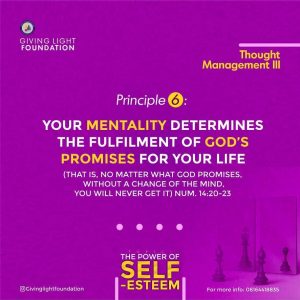 GIVING LIGHT
FOUNDATION
Thought
Management III
Principle 6:
YOUR MENTALITY DETERMINES
THE FULFILMENT OF GOD'S
PROMISES FOR YOUR LIFE
(THAT IS, NO MATTER WHAT GOD PROMISES,
WITHOUT A CHANGE OF THE MIND,
YOU WILL NEVER GET IT) NUM. 14:20-23
THE POWER OF
SELF
-ESTEEM
@Givinglightfoundation
For more info: 08164418835